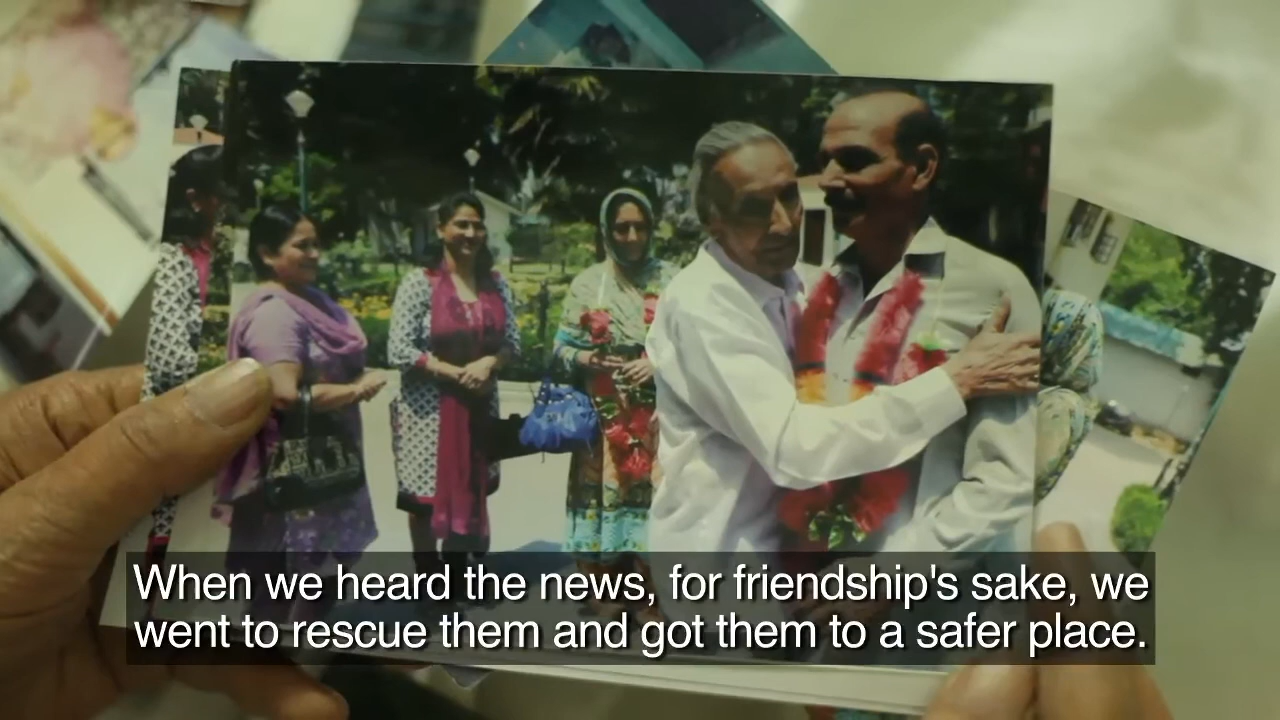 When we heard the news, for friendship's sake, we
went to rescue them and got them to a safer place.